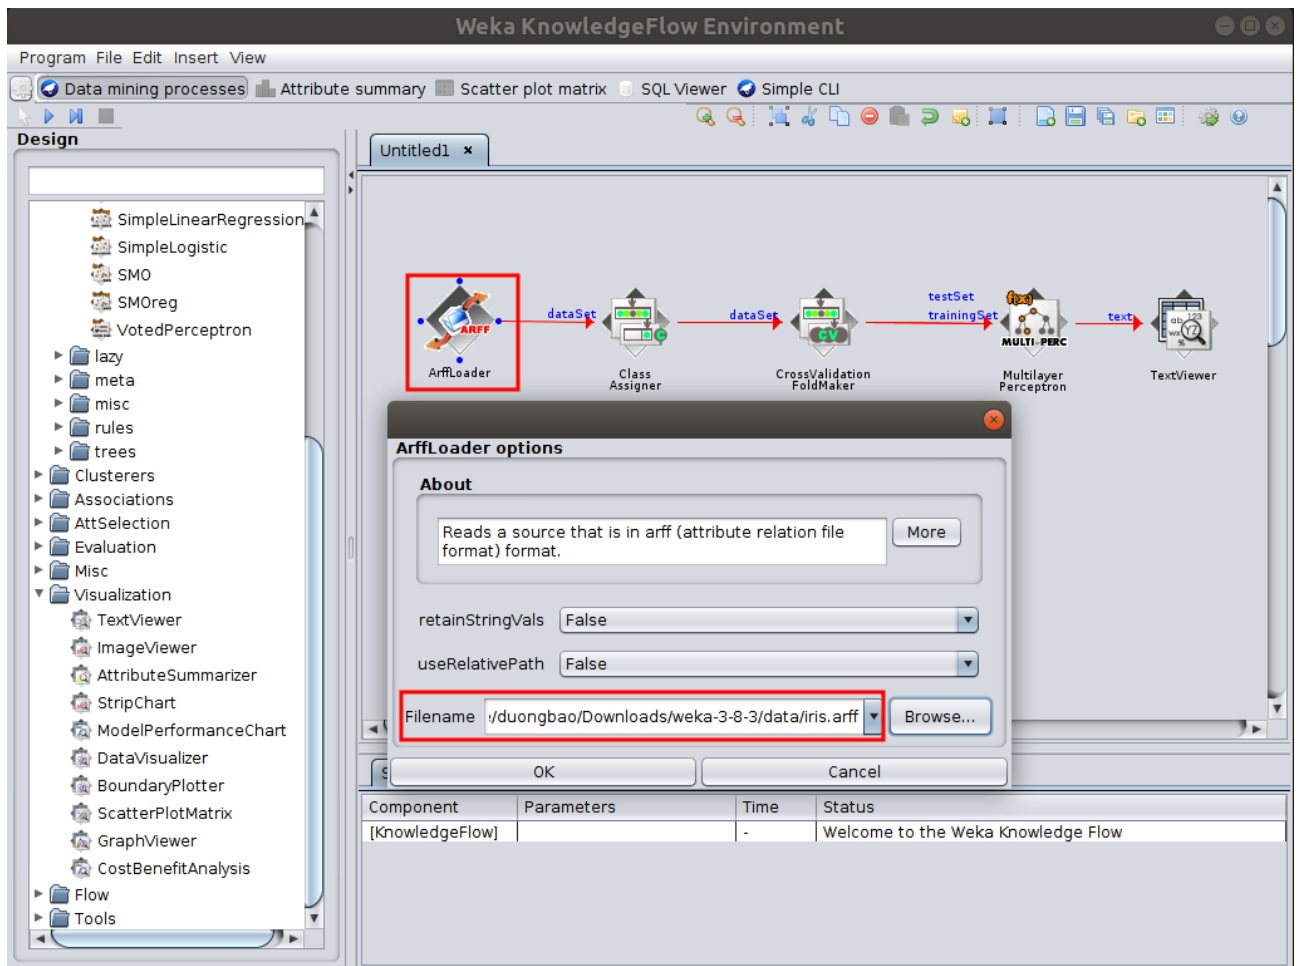 Weka KnowledgeFlow Environment
Program File Edit Insert View
Data mining processes Attribute summary Scatter plot matrix SQL Viewer Simple CLI
Design
Untitled1
SimpleLinearRegression
SimpleLogistic
SMO
SMOreg
VotedPerceptron
lazy
meta
misc
rules
trees
Clusterers
Associations
AttSelection
Evaluation
Misc
Visualization
TextViewer
ImageViewer
AttributeSummarizer
StripChart
ModelPerformanceChart
DataVisualizer
BoundaryPlotter
ScatterPlotMatrix
GraphViewer
CostBenefitAnalysis
Flow
Tools
ARFF
ArffLoader
dataSet
C
Class
Assigner
dataSet
CV
CrossValidation
FoldMaker
testSet
trainingSet
f(x)
MULTI-PERC
Multilayer
Perceptron
text
TextViewer
ArffLoader options
About
Reads a source that is in arff (attribute relation file
format) format.
More
retainStringVals False
useRelativePath False
Filename /duongbao/Downloads/weka-3-8-3/data/iris.arff Browse...
OK Cancel
Component Parameters Time Status
[KnowledgeFlow] - Welcome to the Weka Knowledge Flow